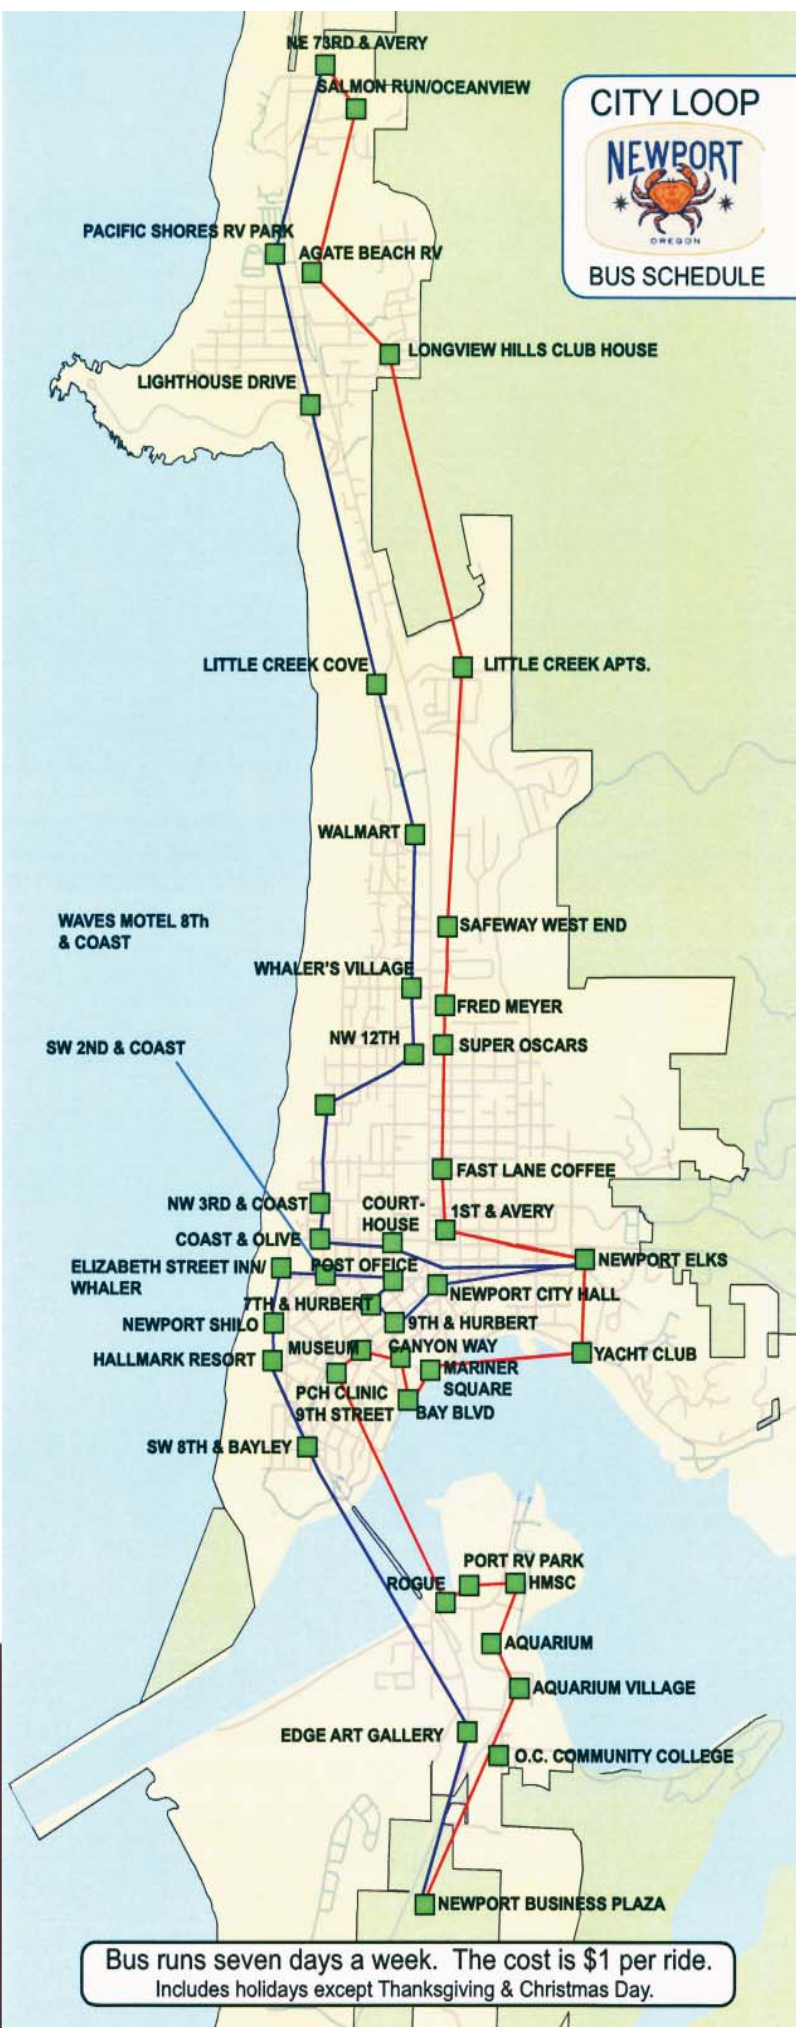 NE 73RD & AVERY
SALMON RUN/OCEANVIEW
CITY LOOP
NEWPORT
OREGON
BUS SCHEDULE
PACIFIC SHORES RV PARK
AGATE BEACH RV
LONGVIEW HILLS CLUB HOUSE
LIGHTHOUSE DRIVE
LITTLE CREEK COVE
LITTLE CREEK APTS.
WALMART
WAVES MOTEL 8Th
& COAST
SAFEWAY WEST END
WHALER'S VILLAGE
FRED MEYER
NW 12TH
SUPER OSCARS
SW 2ND & COAST
FAST LANE COFFEE
NW 3RD & COAST
COURT-
HOUSE
1ST & AVERY
COAST & OLIVE
NEWPORT ELKS
ELIZABETH STREET INN/
WHALER
POST OFFICE
NEWPORT CITY HALL
7TH & HURBERT
NEWPORT SHILO
9TH & HURBERT
MUSEUM
CANYON WAY
YACHT CLUB
HALLMARK RESORT
MARINER
SQUARE
PCH CLINIC
9TH STREET
BAY BLVD
SW 8TH & BAYLEY
PORT RV PARK
ROGUE
HMSC
AQUARIUM
AQUARIUM VILLAGE
EDGE ART GALLERY
O.C. COMMUNITY COLLEGE
NEWPORT BUSINESS PLAZA
Bus runs seven days a week. The cost is $1 per ride.
Includes holidays except Thanksgiving & Christmas Day.